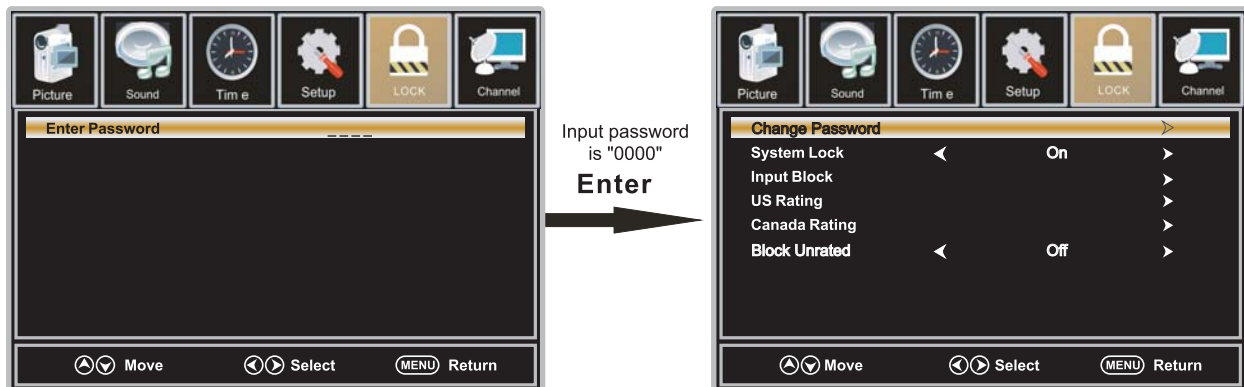 Picture Sound Tim e Setup LOCK Channel
Enter Password _ _ _ _
Move Select MENU Return
Input password
is "0000"
Enter
Picture Sound Tim e Setup LOCK Channel
Change Password
System Lock On
Input Block
US Rating
Canada Rating
Block Unrated Off
Move Select MENU Return